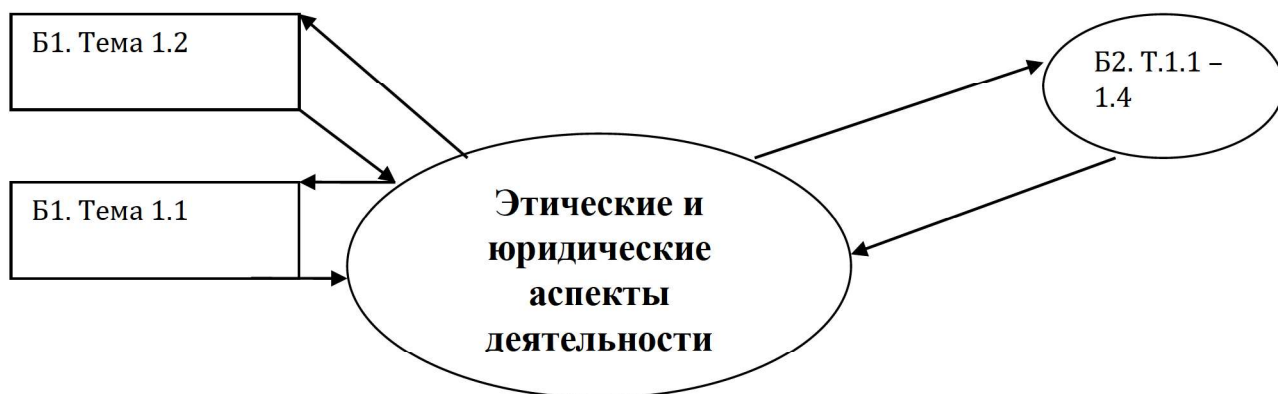 Б1. Тема 1.2
Б2. Т.1.1 –
1.4
Б1. Тема 1.1
Этические и
юридические
аспекты
деятельности